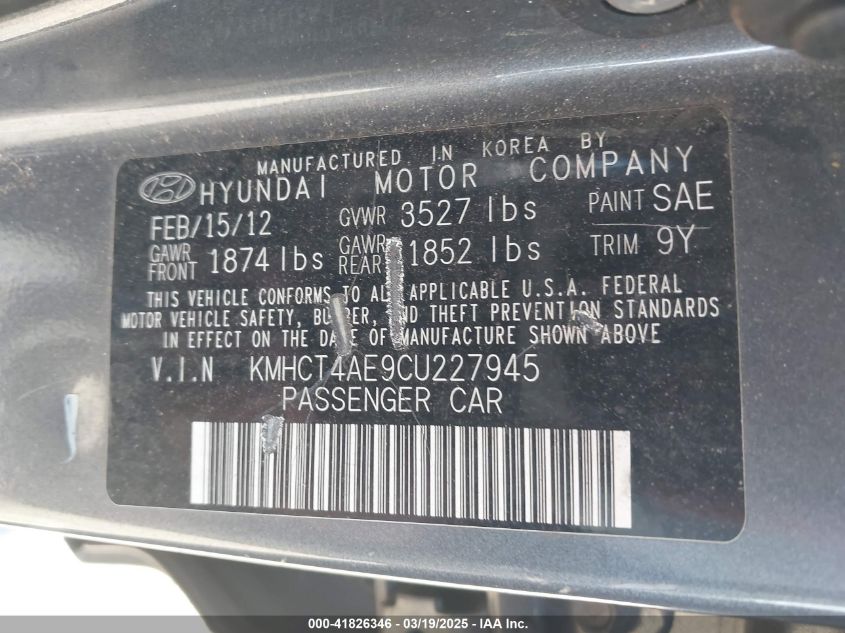 MANUFACTURED IN KOREA BY
HYUNDAI MOTOR COMPANY
FEB/15/12 GVWR 3527 lbs PAINT SAE
GAWR FRONT 1874 lbs GAWR REAR 1852 lbs TRIM 9Y
THIS VEHICLE CONFORMS TO ALL APPLICABLE U.S.A. FEDERAL
MOTOR VEHICLE SAFETY, BUMPER, AND THEFT PREVENTION STANDARDS
IN EFFECT ON THE DATE OF MANUFACTURE SHOWN ABOVE
V.I.N KMHCT4AE9CU227945
PASSENGER CAR
000-41826346 - 03/19/2025 - IAA, Inc.